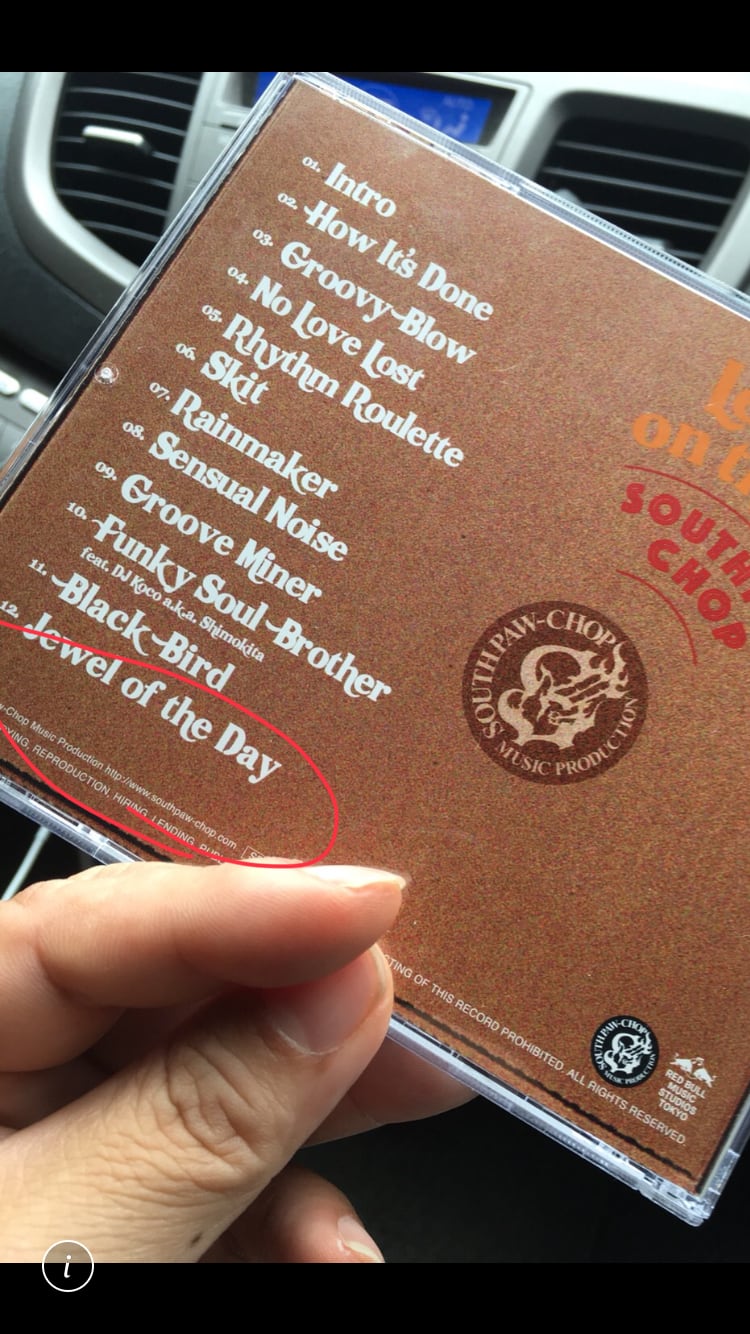 AUTO
01. Intro
02. How It's Done
03. Groovy-Blow
04. No Love Lost
05. Rhythm Roulette
06. Skit
07. Rainmaker
08. Sensual Noise
09. Groove Miner
10. Funky Soul Brother
feat. DJ Koco a.k.a. Shimokita
11. Black-Bird
12. Jewel of the Day
-Chop Music Production http://www.southpaw-chop.com
REPRODUCTION, HIRING, LENDING,
OF THIS RECORD PROHIBITED. ALL RIGHTS RESERVED.
on
SOUTH
CHOP
SOUTHPAW-CHOP
MUSIC PRODUCTION
SOUTHPAW-CHOP
MUSIC PRODUCTION
RED BULL
MUSIC
STUDIOS
TOKYO
i